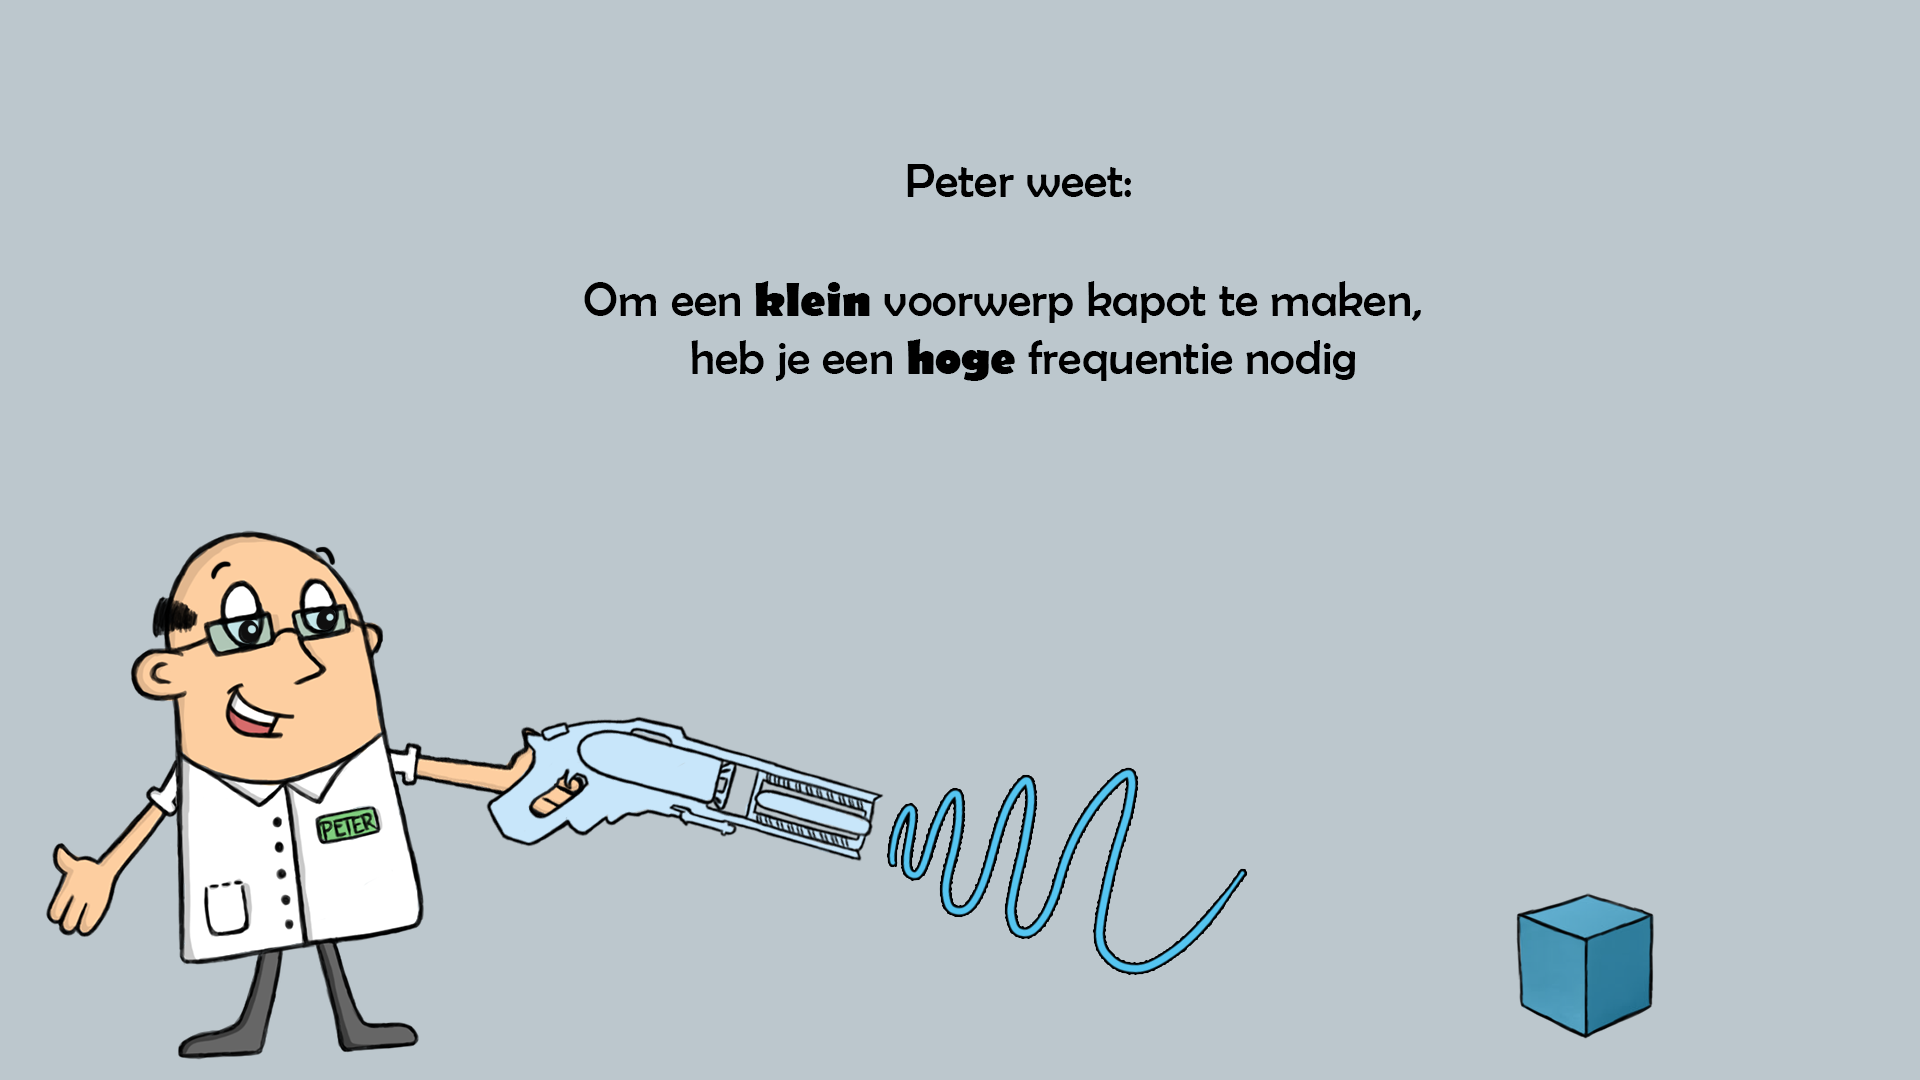 Peter weet:
Om een klein voorwerp kapot te maken,
heb je een hoge frequentie nodig
PETER